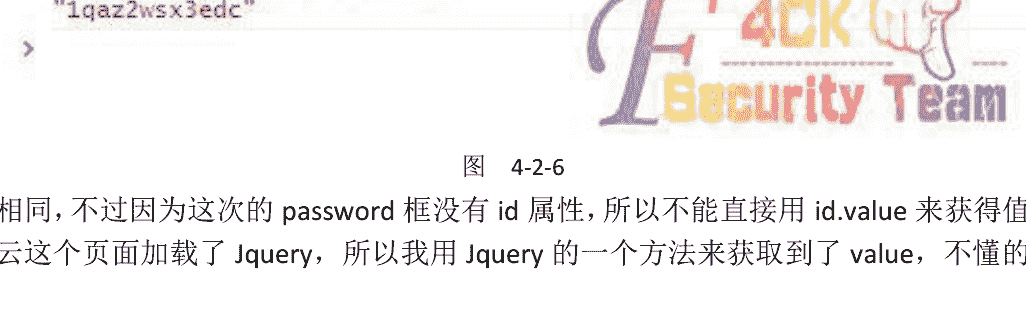 "1qaz2wsx3edc"
>
F4CK
Security Team
图 4-2-6
相同，不过因为这次的 password 框没有 id 属性，所以不能直接用 id.value 来获得值
云这个页面加载了 Jquery，所以我用 Jquery 的一个方法来获取到了 value，不懂的